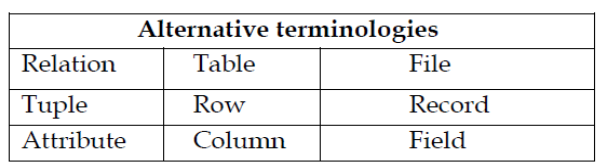 Alternative terminologies
Relation Table File
Tuple Row Record
Attribute Column Field